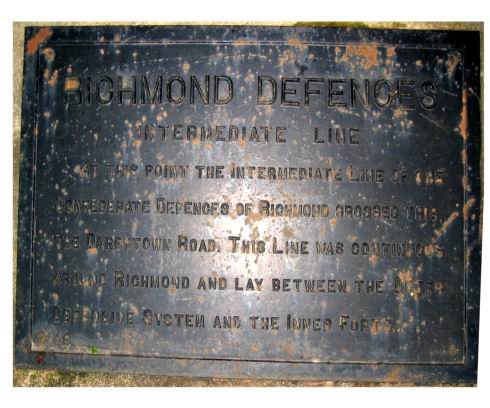 RICHMOND DEFENCES
INTERMEDIATE LINE
AT THIS POINT THE INTERMEDIATE LINE OF THE
CONFEDERATE DEFENCES OF RICHMOND CROSSED THIS,
THE DARBYTOWN ROAD. THIS LINE WAS CONTINUOUS
AROUND RICHMOND AND LAY BETWEEN THE OUTER
DEFENSIVE SYSTEM AND THE INNER FORTS.